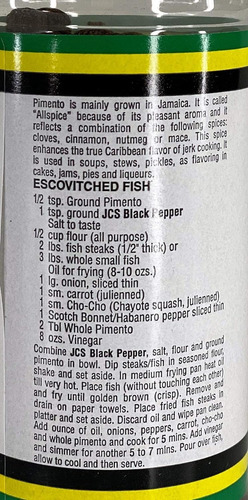 Pimento is mainly grown in Jamaica. It is called
"Allspice" because of its pleasant aroma and it
reflects a combination of the following spices:
cloves, cinnamon, nutmeg or mace. This spice
enhances the true Caribbean flavor of jerk cooking. It
is used in soups, stews, pickles, as flavoring in
cakes, jams, pies and liqueurs.
ESCOVITCHED FISH
1/2 tsp. Ground Pimento
1 tsp. ground JCS Black Pepper
Salt to taste
1/2 cup flour (all purpose)
2 lbs. fish steaks (1/2" thick) or
3 lbs. whole small fish
Oil for frying (8-10 ozs.)
1 lg. onion, sliced thin
1 sm. carrot (julienned)
1 sm. Cho-Cho (Chayote squash, julienned)
1 Scotch Bonnet/Habanero pepper sliced thin
2 Tbl Whole Pimento
8 ozs. Vinegar
Combine JCS Black Pepper, salt, flour and ground
pimento in bowl. Dip steaks/fish in seasoned flour,
shake and set aside. In medium frying pan heat oil
till very hot. Place fish (without touching each other)
and fry until golden brown (crisp). Remove and
drain on paper towels. Place fried fish steaks in
platter and set aside. Discard oil and wipe pan clean.
Add ounce of oil, onions, peppers, carrot, cho-cho
and whole pimento and cook for 5 mins. Add vinegar
and simmer for another 5 to 7 mins. Pour over fish,
allow to cool and then serve.